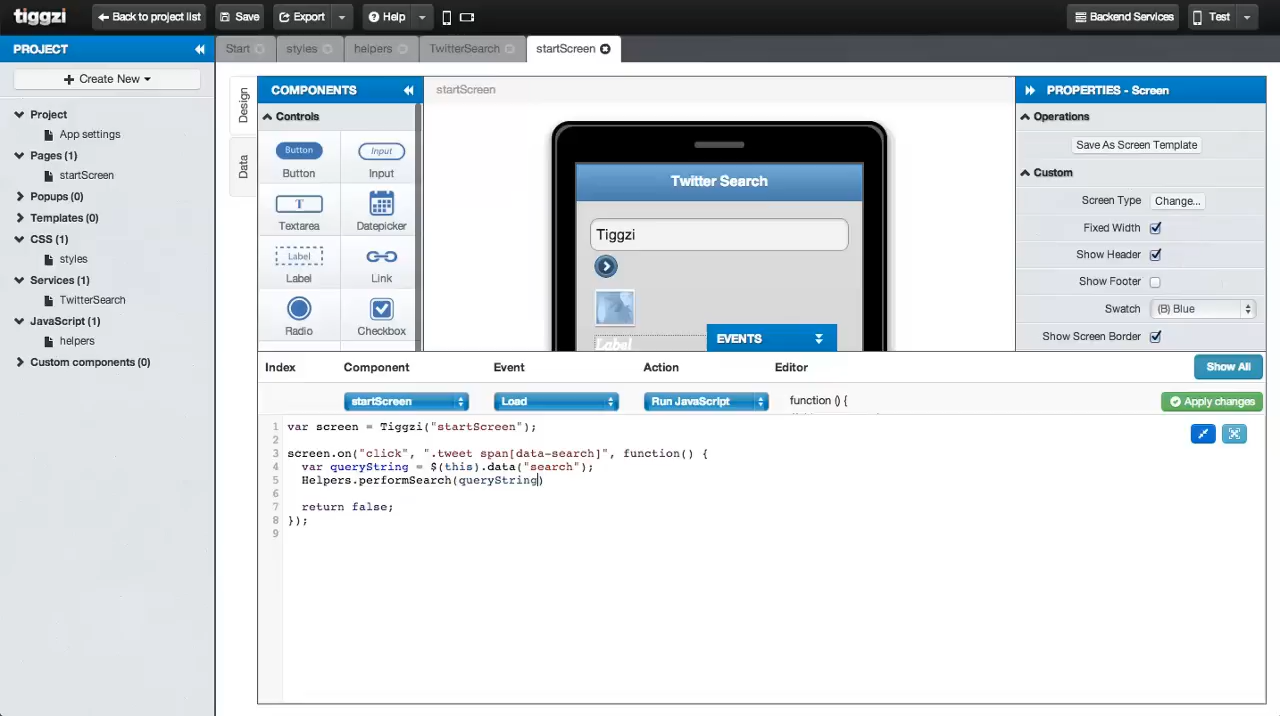 tiggzi
Back to project list
Save
Export
Help
Backend Services
Test
PROJECT
Start
styles
helpers
TwitterSearch
startScreen
Create New
Project
App settings
Pages (1)
startScreen
Popups (0)
Templates (0)
CSS (1)
styles
Services (1)
TwitterSearch
JavaScript (1)
helpers
Custom components (0)
Design
Data
COMPONENTS
Controls
Button
Button
Input
Input
T
Textarea
Datepicker
Label
Label
Link
Radio
Checkbox
startScreen
Twitter Search
Tiggzi
Label
EVENTS
PROPERTIES - Screen
Operations
Save As Screen Template
Custom
Screen Type
Change...
Fixed Width
Show Header
Show Footer
Swatch
(B) Blue
Show Screen Border
Index
Component
Event
Action
Editor
Show All
startScreen
Load
Run JavaScript
function () {
Apply changes
1 var screen = Tiggzi("startScreen");
2
3 screen.on("click", ".tweet span[data-search]", function() {
4 var queryString = $(this).data("search");
5 Helpers.performSearch(queryString)
6
7 return false;
8 });
9